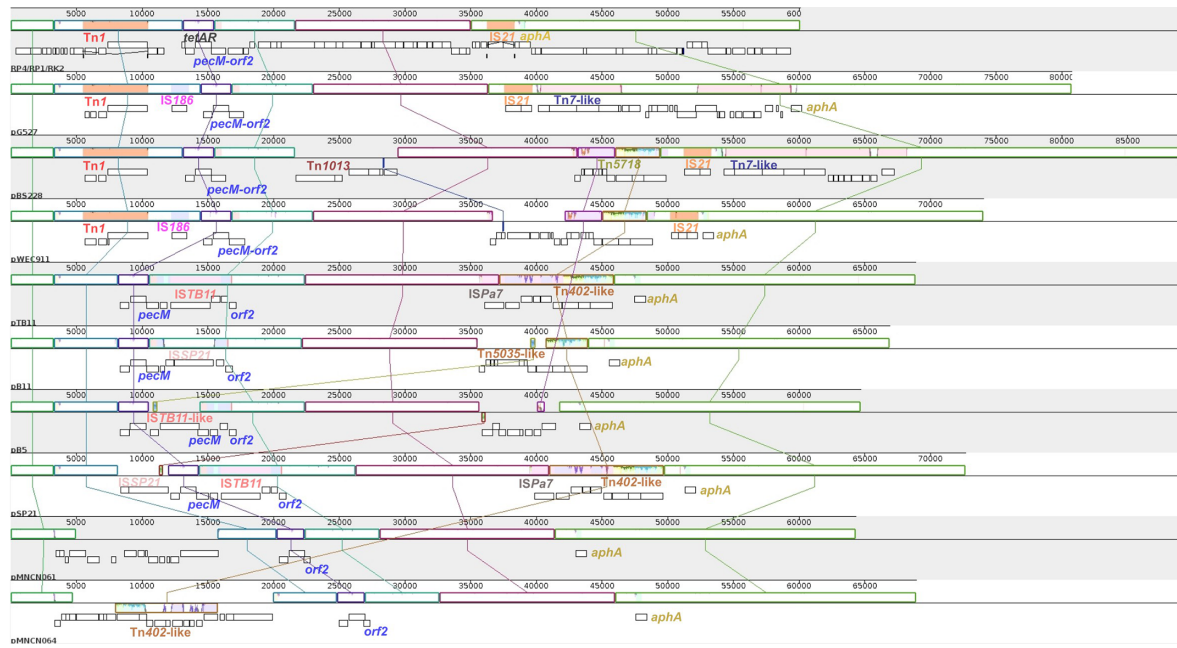 5000 10000 15000 20000 25000 30000 35000 40000 45000 50000 55000 60000
Tn1 tetAR IS21 aphA
pecM-orf2
RP4/RP1/RK2
5000 10000 15000 20000 25000 30000 35000 40000 45000 50000 55000 60000 65000 70000 75000 80000
Tn1 IS186 IS21 Tn7-like aphA
pecM-orf2
pG527
5000 10000 15000 20000 25000 30000 35000 40000 45000 50000 55000 60000 65000 70000 75000 80000 85000
Tn1 Tn1013 Tn5718 IS21 Tn7-like
pecM-orf2
pBS228
5000 10000 15000 20000 25000 30000 35000 40000 45000 50000 55000 60000 65000 70000
Tn1 IS186 IS21 aphA
pecM-orf2
pWEC911
5000 10000 15000 20000 25000 30000 35000 40000 45000 50000 55000 60000 65000
ISTB11 ISPa7 Tn402-like aphA
pecM orf2
pTB11
5000 10000 15000 20000 25000 30000 35000 40000 45000 50000 55000 60000 65000
ISSP21 Tn5035-like aphA
pecM orf2
pB11
5000 10000 15000 20000 25000 30000 35000 40000 45000 50000 55000 60000
ISTB11-like aphA
pecM orf2
pB5
5000 10000 15000 20000 25000 30000 35000 40000 45000 50000 55000 60000 65000 70000
ISSP21 ISTB11 ISPa7 Tn402-like aphA
pecM orf2
pSP21
5000 10000 15000 20000 25000 30000 35000 40000 45000 50000 55000 60000
aphA
orf2
pMNCN061
5000 10000 15000 20000 25000 30000 35000 40000 45000 50000 55000 60000 65000
aphA
Tn402-like orf2
pMNCN064